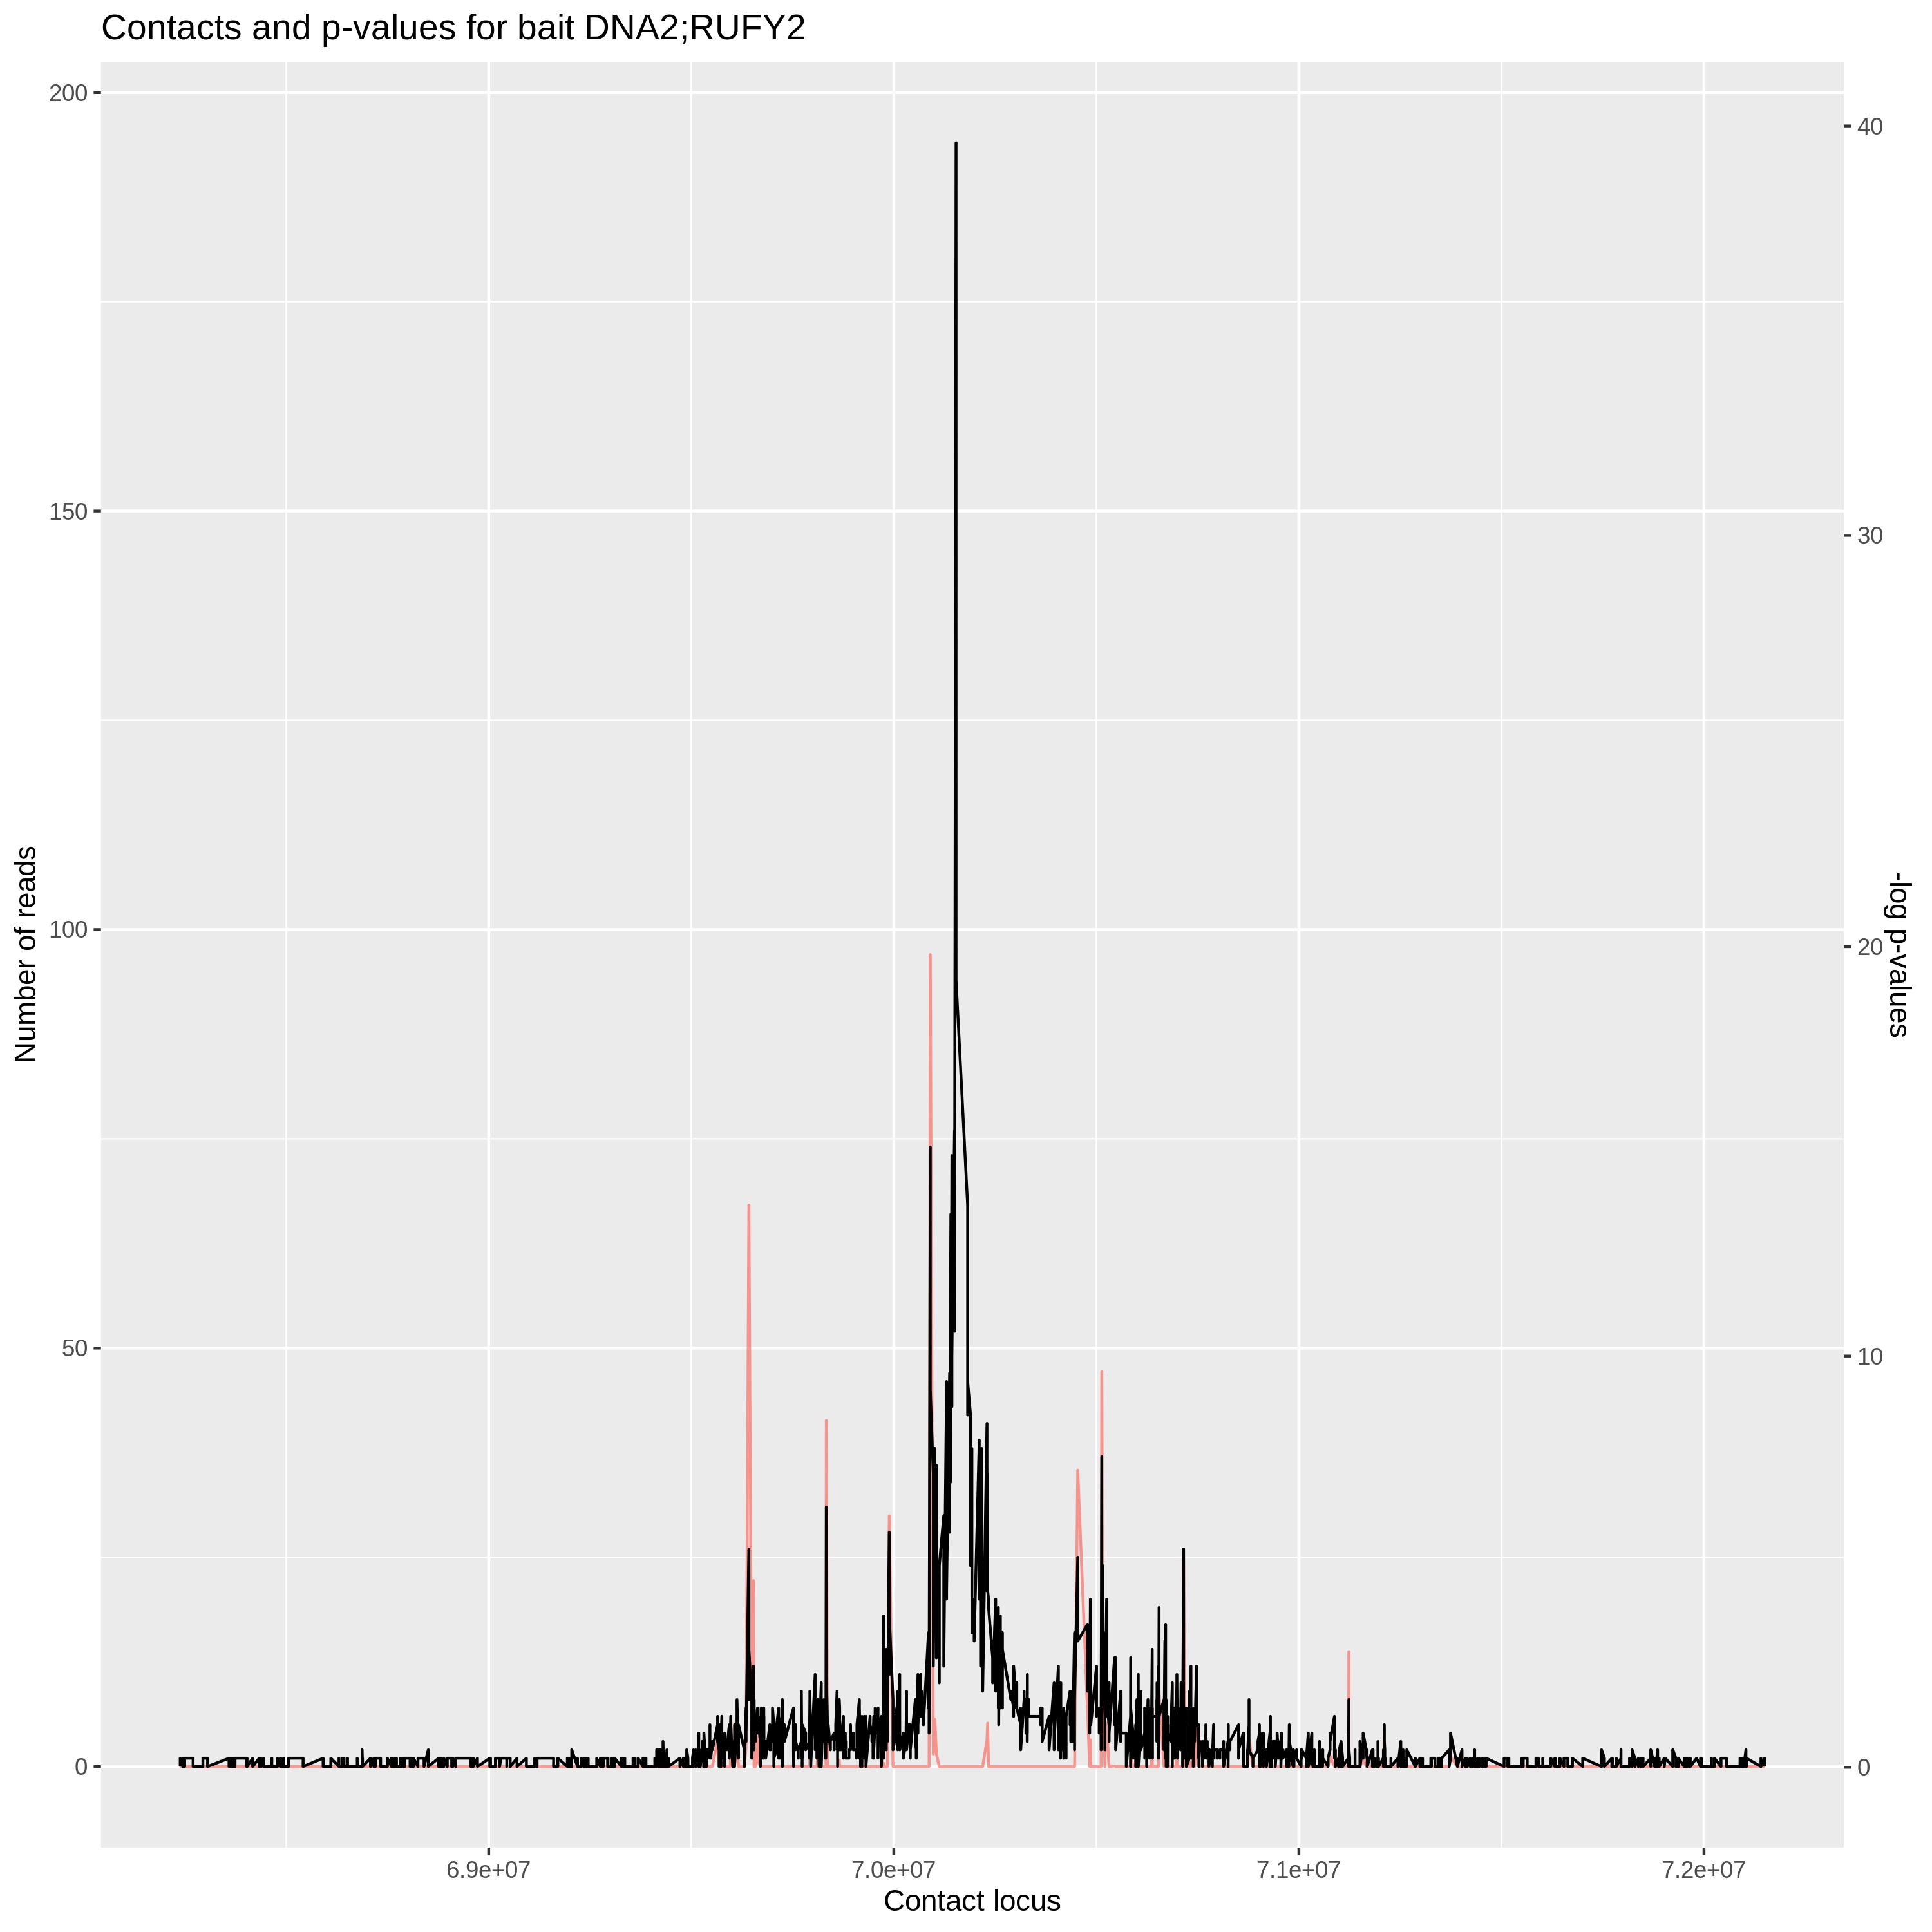 Contacts and p-values for bait DNA2;RUFY2
200
150
100
50
0
Number of reads
40
30
20
10
0
-log p-values
6.9e+07 7.0e+07 7.1e+07 7.2e+07
Contact locus